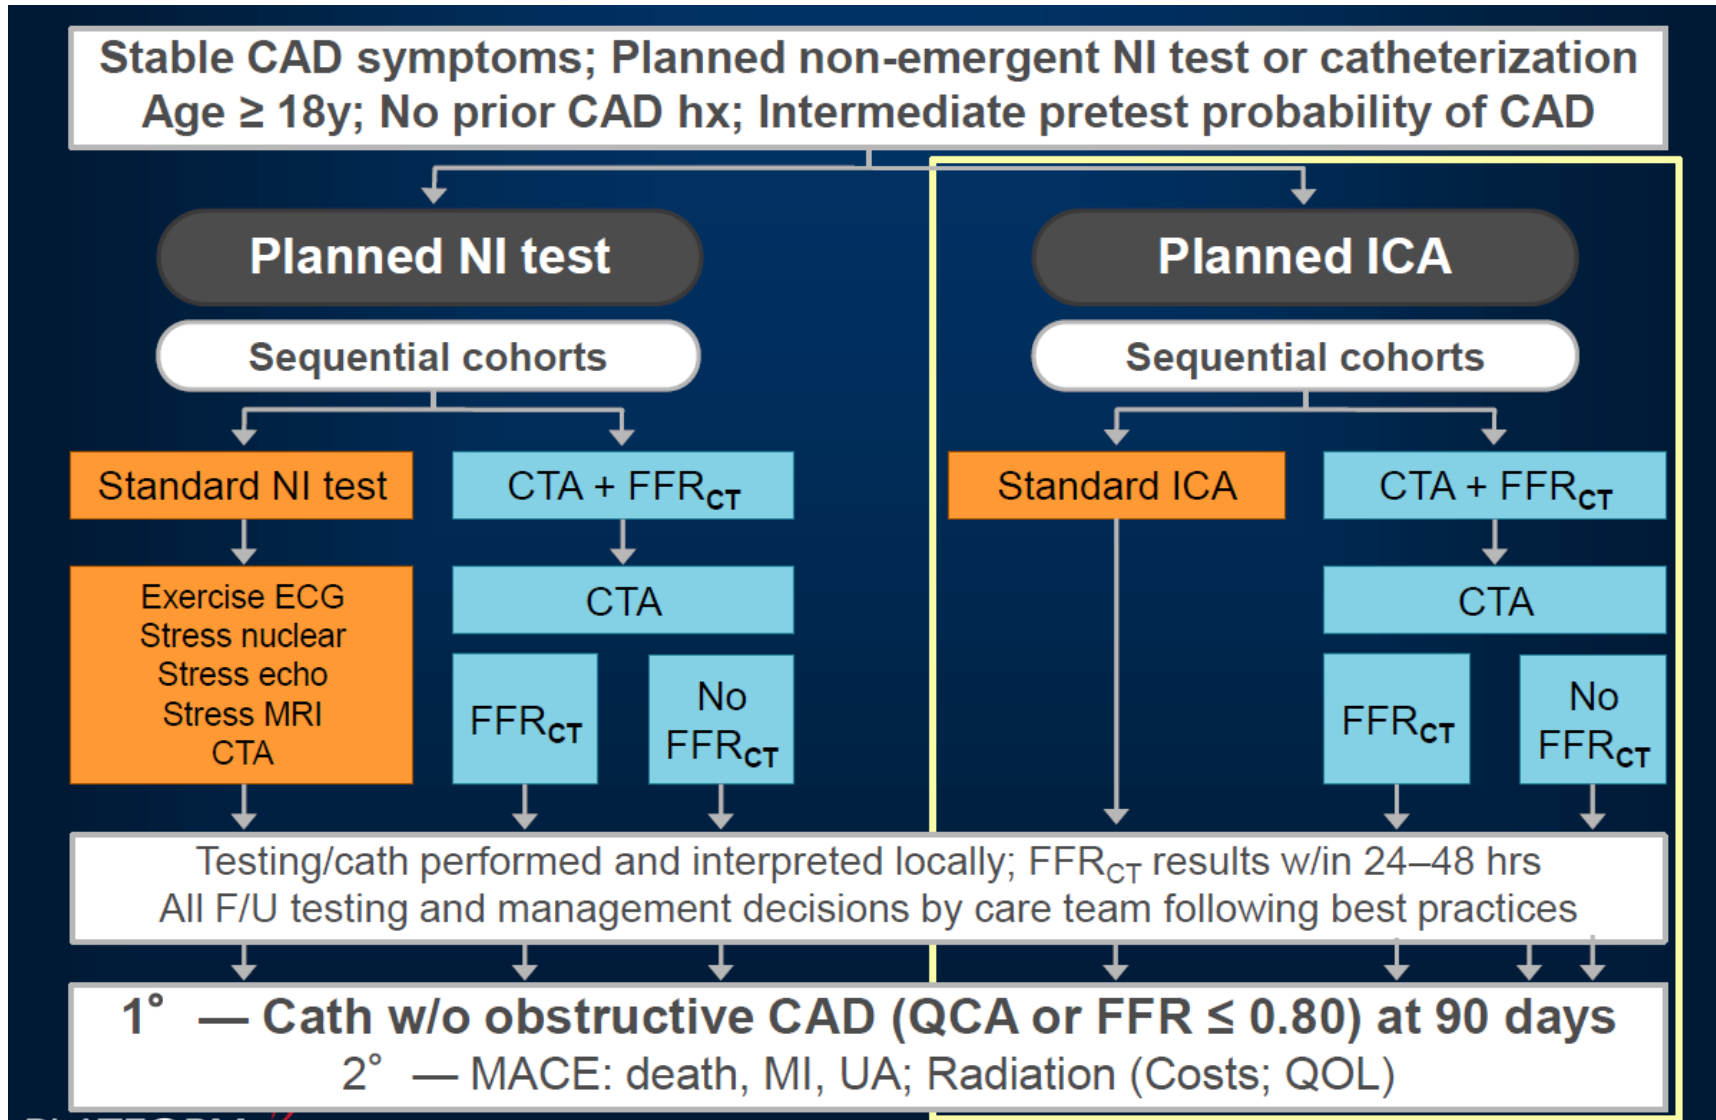 Stable CAD symptoms; Planned non-emergent NI test or catheterization
Age ≥ 18y; No prior CAD hx; Intermediate pretest probability of CAD
Planned NI test
Planned ICA
Sequential cohorts
Sequential cohorts
Standard NI test
CTA + FFRCT
Standard ICA
CTA + FFRCT
Exercise ECG
Stress nuclear
Stress echo
Stress MRI
CTA
CTA
FFRCT
No
FFRCT
CTA
FFRCT
No
FFRCT
Testing/cath performed and interpreted locally; FFRCT results w/in 24–48 hrs
All F/U testing and management decisions by care team following best practices
1° — Cath w/o obstructive CAD (QCA or FFR ≤ 0.80) at 90 days
2° — MACE: death, MI, UA; Radiation (Costs; QOL)